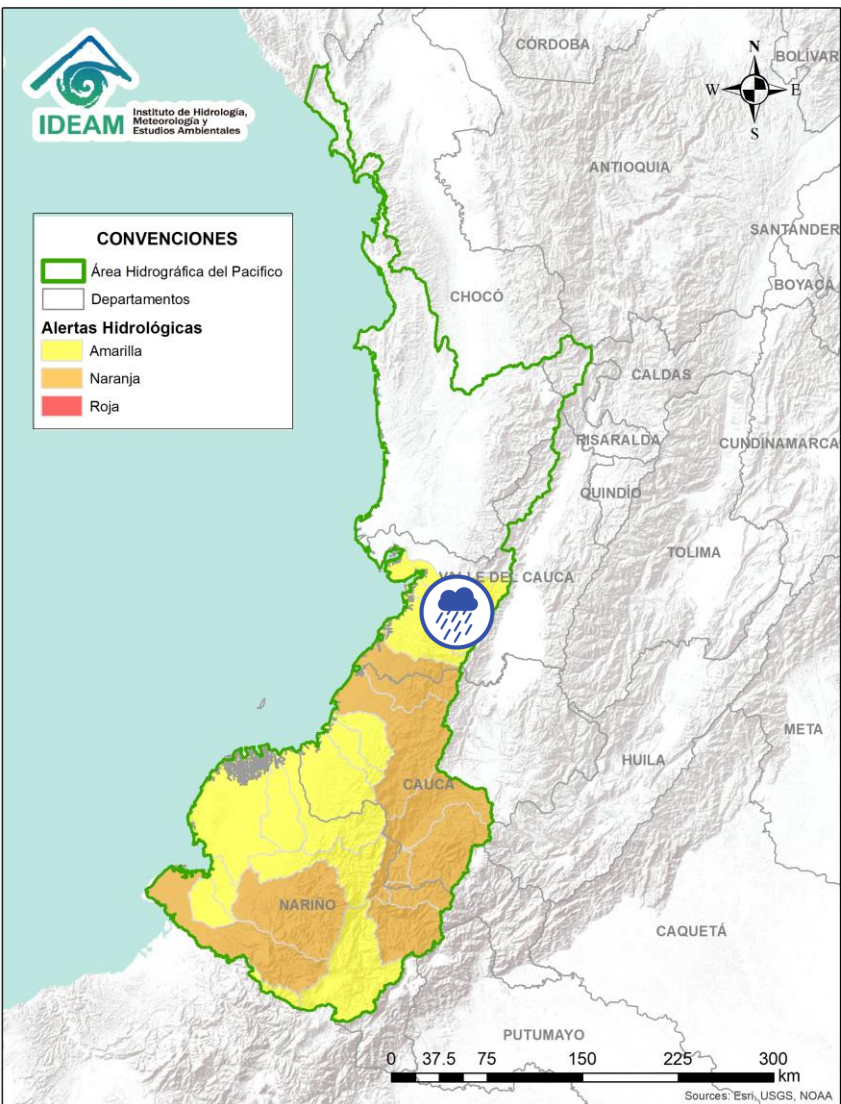 IDEAM
Instituto de Hidrología,
Meteorología y
Estudios Ambientales
N
W
E
S
CONVENCIONES
Área Hidrográfica del Pacifico
Departamentos
Alertas Hidrológicas
Amarilla
Naranja
Roja
CÓRDOBA
BOLÍVAR
ANTIOQUIA
SANTANDER
BOYACÁ
CHOCÓ
CALDAS
RISARALDA
CUNDINAMARCA
QUINDÍO
TOLIMA
VALLE DEL CAUCA
META
HUILA
CAUCA
NARIÑO
CAQUETÁ
PUTUMAYO
0 37.5 75 150 225 300
km
Sources: Esri, USGS, NOAA